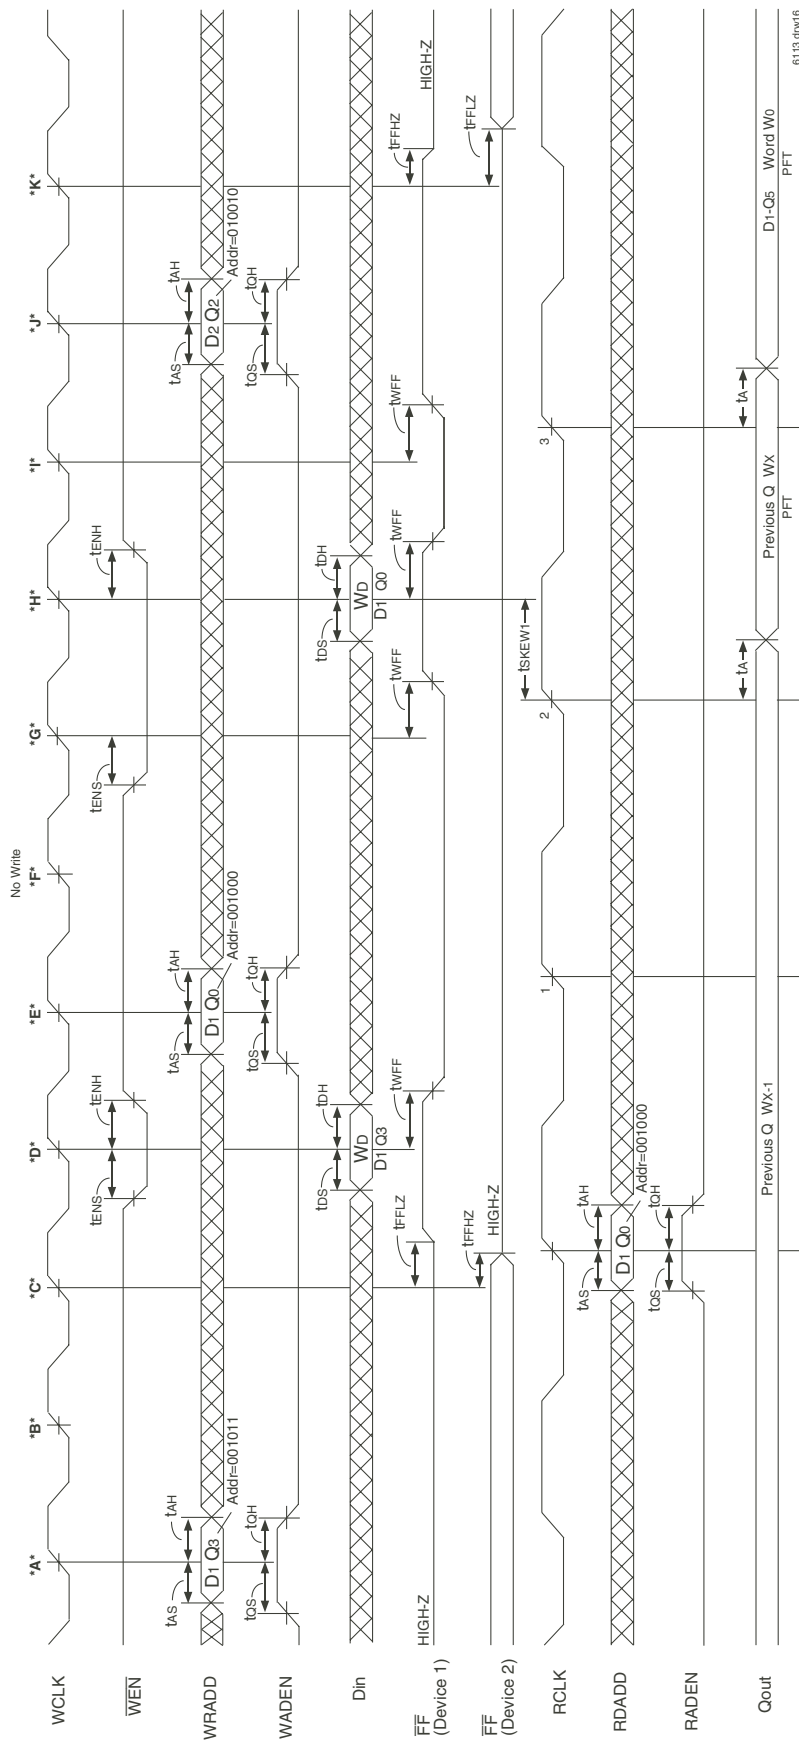 No Write
*A*
*B*
*C*
*D*
*E*
*F*
*G*
*H*
*I*
*J*
*K*
WCLK
WEN
tENS
tENH
tENS
tENH
WRADD
tAS
tAH
D1 Q3
Addr=001011
tAS
tAH
D1 Q0
Addr=001000
tAS
tAH
D2 Q2
Addr=010010
WADEN
tQS
tQH
tQS
tQH
tQS
tQH
Din
tDS
tDH
WD
D1 Q3
tDS
tDH
WD
D1 Q0
FF
(Device 1)
HIGH-Z
tFFLZ
tWFF
tWFF
tWFF
tWFF
tFFHZ
HIGH-Z
FF
(Device 2)
tFFHZ
HIGH-Z
tFFLZ
tSKEW1
RCLK
1
2
3
RDADD
tAS
tAH
D1 Q0
Addr=001000
RADEN
tQS
tQH
Qout
Previous Q WX-1
tA
Previous Q WX
PFT
tA
D1-Q5 Word W0
PFT
6113 drw16